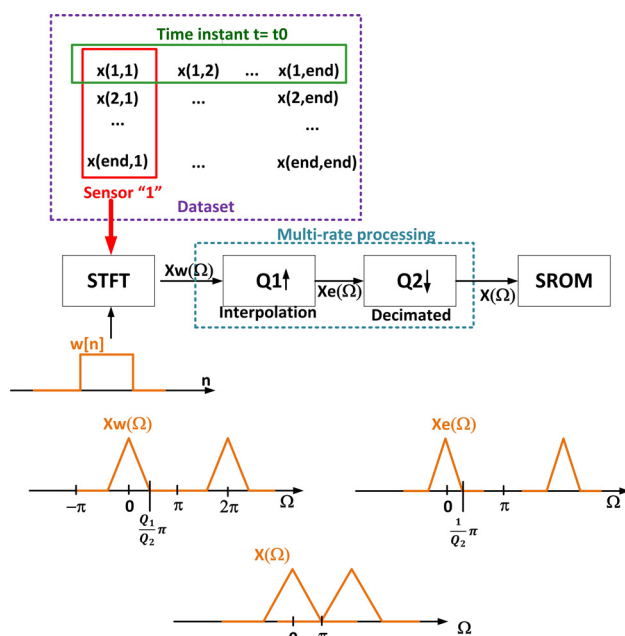 Time instant t= t0
x(1,1) x(1,2) ... x(1,end)
x(2,1) ... x(2,end)
... ...
x(end,1) ... x(end,end)
Sensor “1”
Dataset
Multi-rate processing
STFT Xw(Ω) Q1↑ Xe(Ω) Q2↓ X(Ω) SROM
Interpolation Decimated
w[n]
n
Xw(Ω) Xe(Ω)
−π 0 π 2π Ω 0 π Ω
Q₁/Q₂ π 1/Q₂ π
X(Ω)
0 π Ω